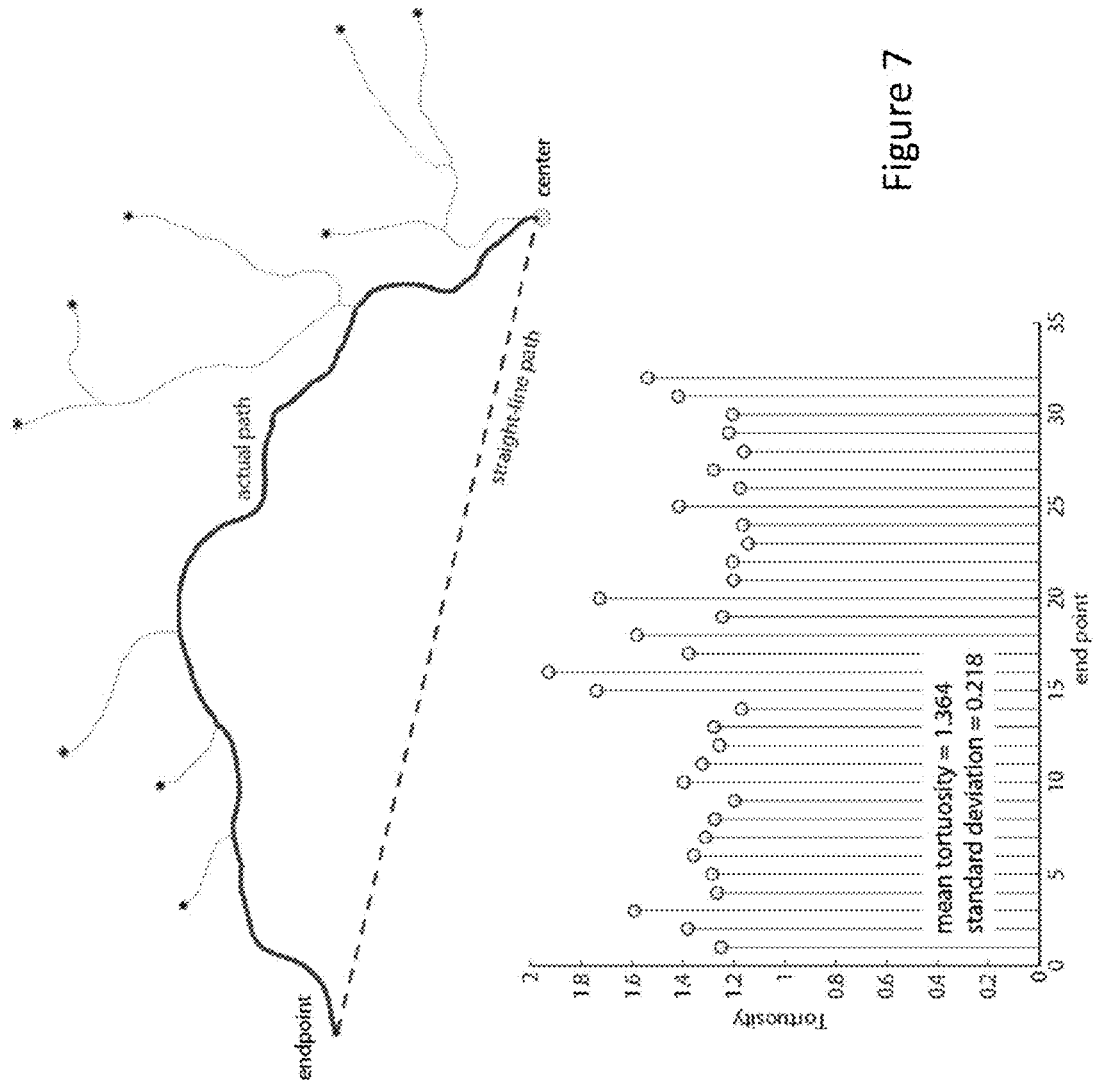 endpoint
actual path
straight-line path
center
Tortuosity
2
1.8
1.6
1.4
1.2
1
0.8
0.6
0.4
0.2
0
0
5
10
15
20
25
30
35
end point
mean tortuosity = 1.364
standard deviation = 0.218
Figure 7